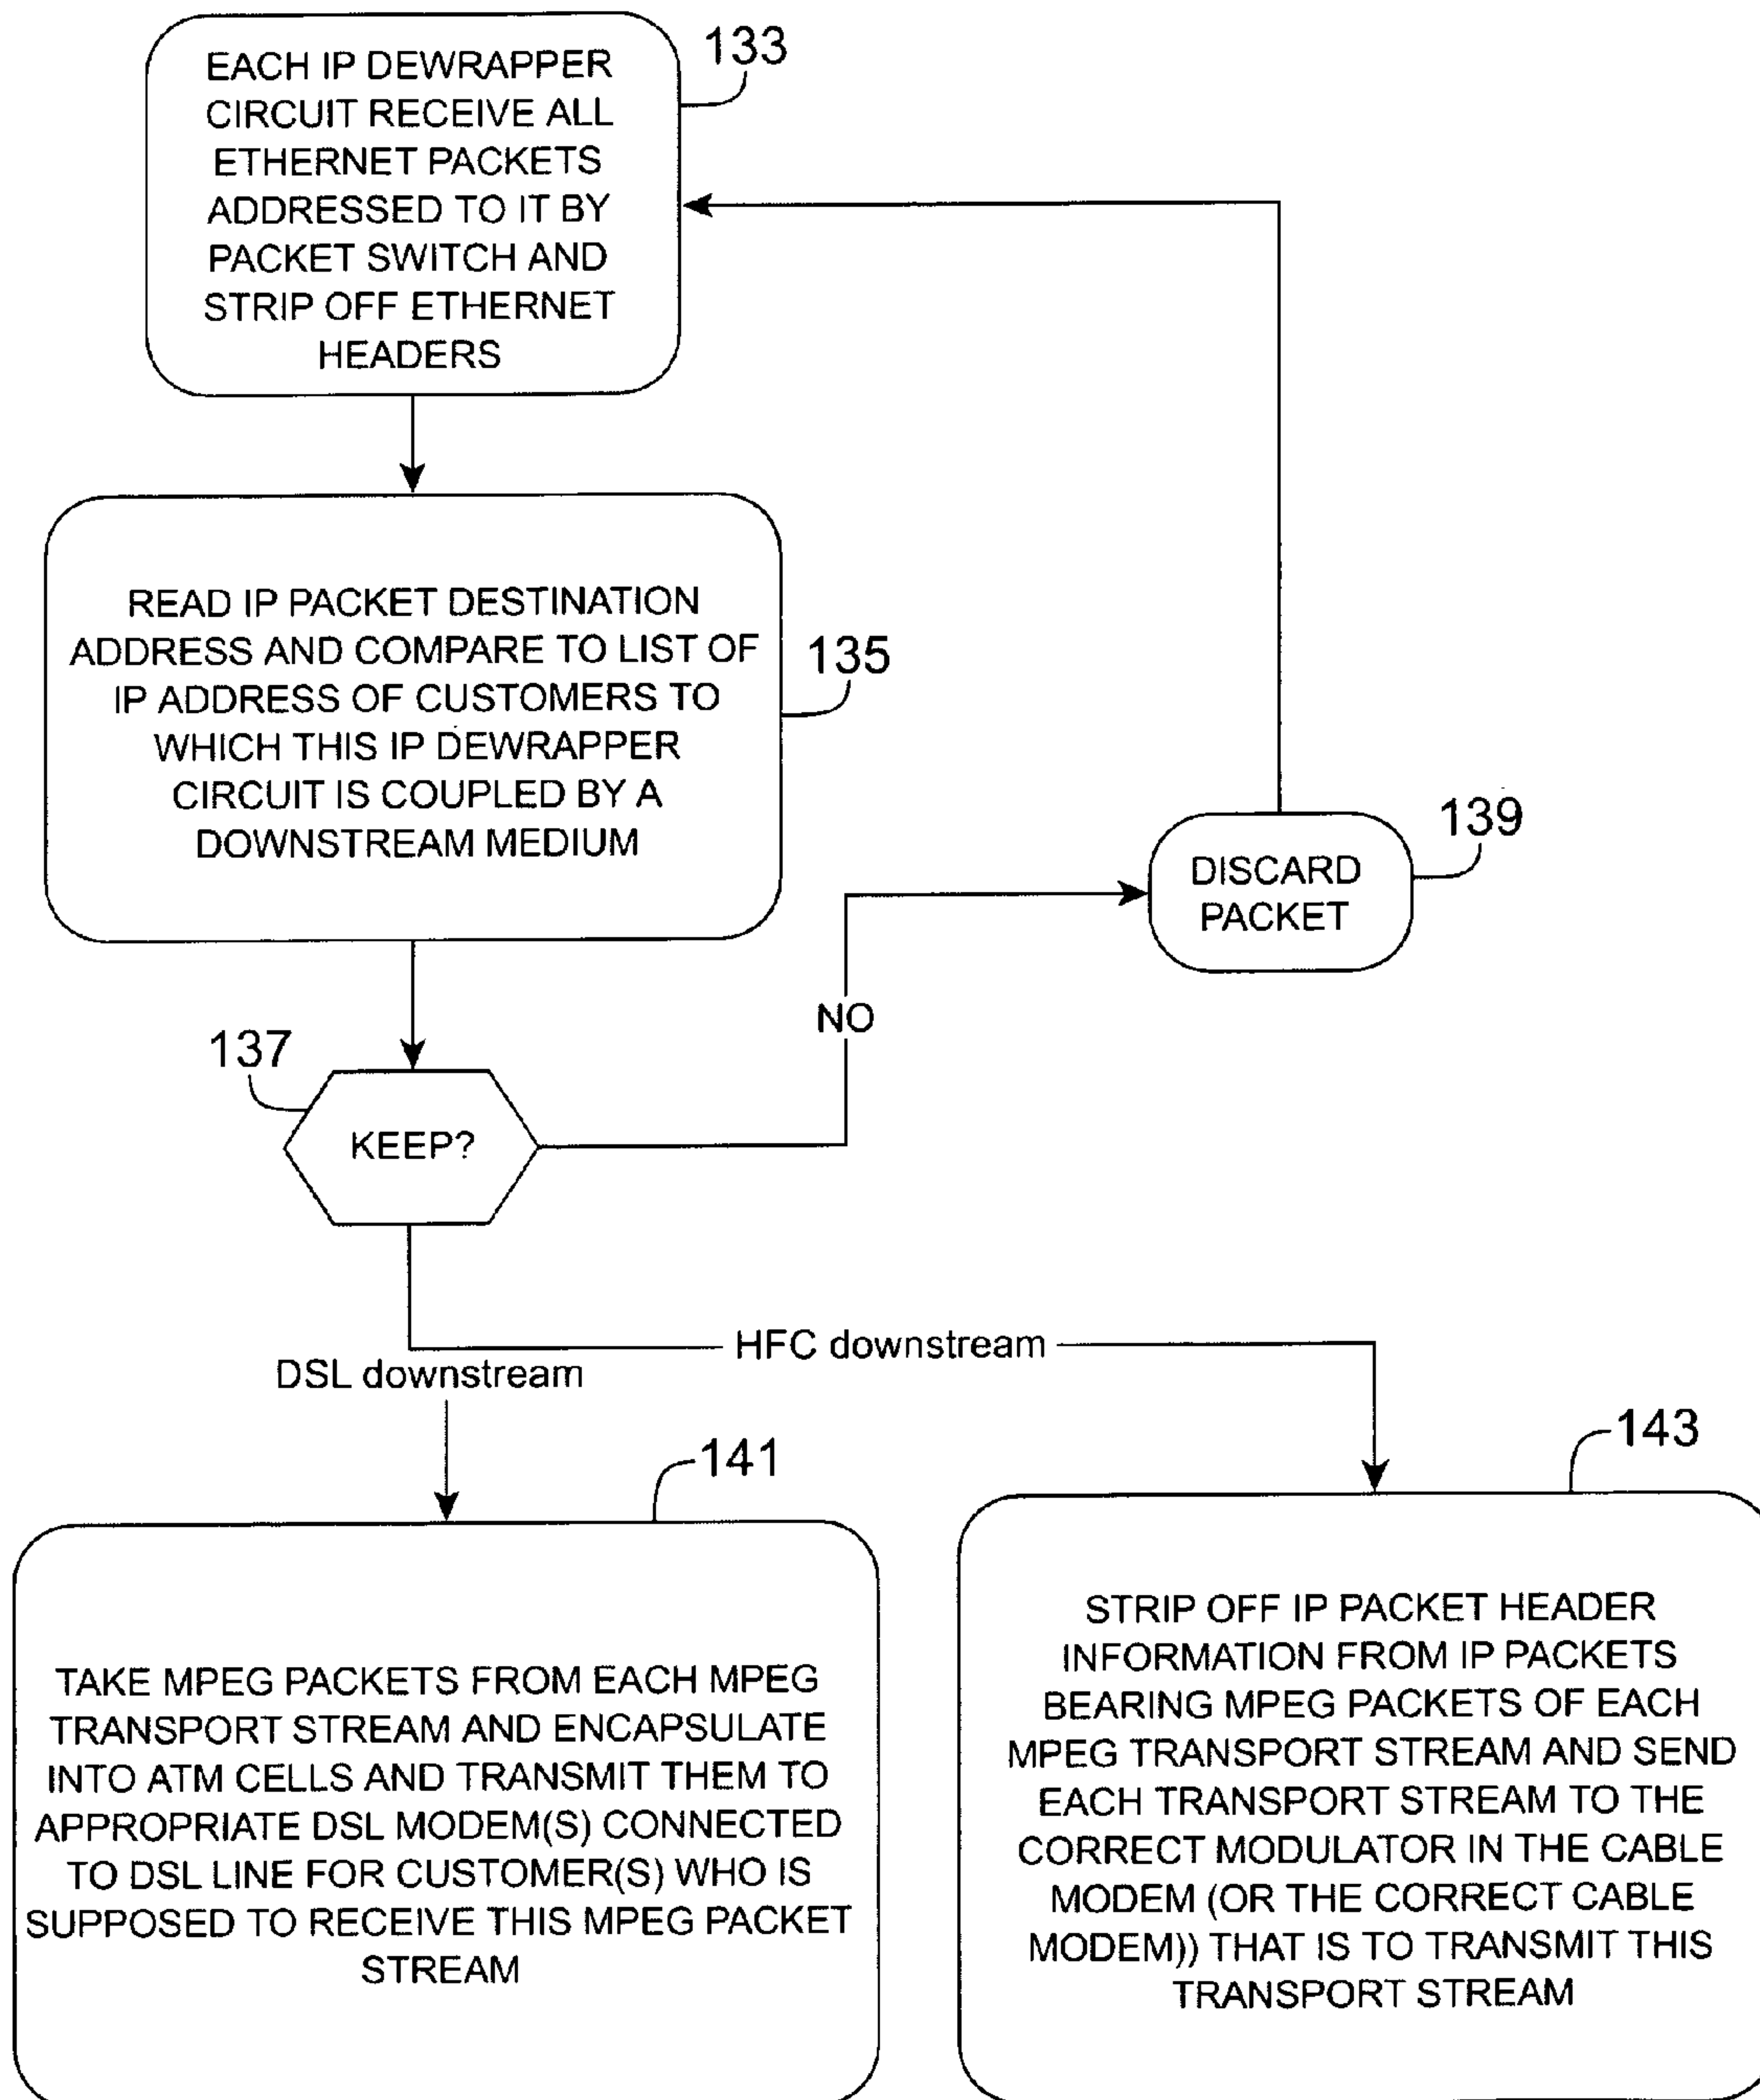 133
EACH IP DEWRAPPER
CIRCUIT RECEIVE ALL
ETHERNET PACKETS
ADDRESSED TO IT BY
PACKET SWITCH AND
STRIP OFF ETHERNET
HEADERS
135
READ IP PACKET DESTINATION
ADDRESS AND COMPARE TO LIST OF
IP ADDRESS OF CUSTOMERS TO
WHICH THIS IP DEWRAPPER
CIRCUIT IS COUPLED BY A
DOWNSTREAM MEDIUM
139
DISCARD
PACKET
NO
137
KEEP?
HFC downstream
DSL downstream
141
TAKE MPEG PACKETS FROM EACH MPEG
TRANSPORT STREAM AND ENCAPSULATE
INTO ATM CELLS AND TRANSMIT THEM TO
APPROPRIATE DSL MODEM(S) CONNECTED
TO DSL LINE FOR CUSTOMER(S) WHO IS
SUPPOSED TO RECEIVE THIS MPEG PACKET
STREAM
143
STRIP OFF IP PACKET HEADER
INFORMATION FROM IP PACKETS
BEARING MPEG PACKETS OF EACH
MPEG TRANSPORT STREAM AND SEND
EACH TRANSPORT STREAM TO THE
CORRECT MODULATOR IN THE CABLE
MODEM (OR THE CORRECT CABLE
MODEM)) THAT IS TO TRANSMIT THIS
TRANSPORT STREAM